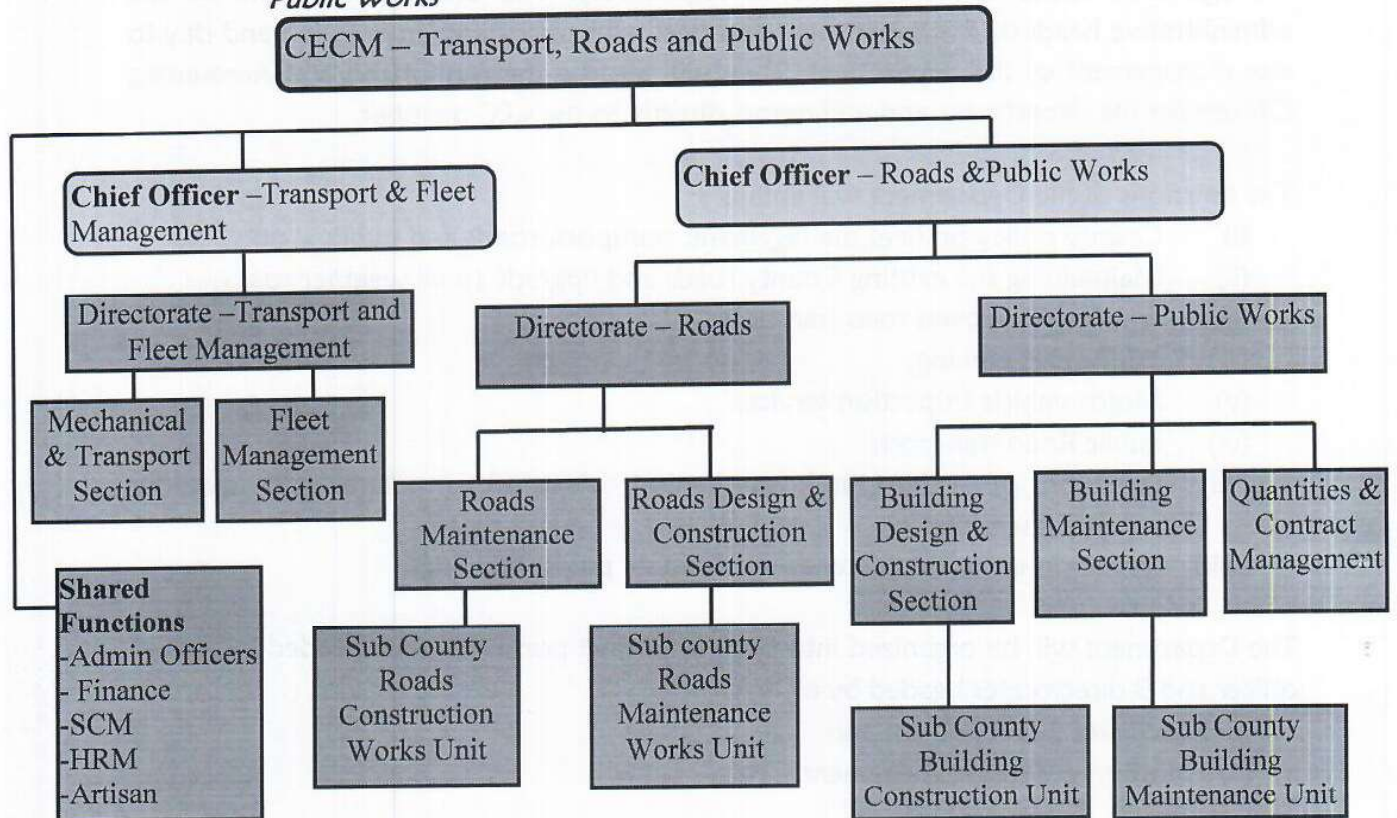 Public Works
CECM – Transport, Roads and Public Works
Chief Officer –Transport & Fleet
Management
Chief Officer – Roads &Public Works
Directorate –Transport and
Fleet Management
Directorate – Roads
Directorate – Public Works
Mechanical
& Transport
Section
Fleet
Management
Section
Roads
Maintenance
Section
Roads Design &
Construction
Section
Building
Design &
Construction
Section
Building
Maintenance
Section
Quantities &
Contract
Management
Shared
Functions
-Admin Officers
- Finance
-SCM
-HRM
-Artisan
Sub County
Roads
Construction
Works Unit
Sub county
Roads
Maintenance
Works Unit
Sub County
Building
Construction Unit
Sub County
Building
Maintenance Unit